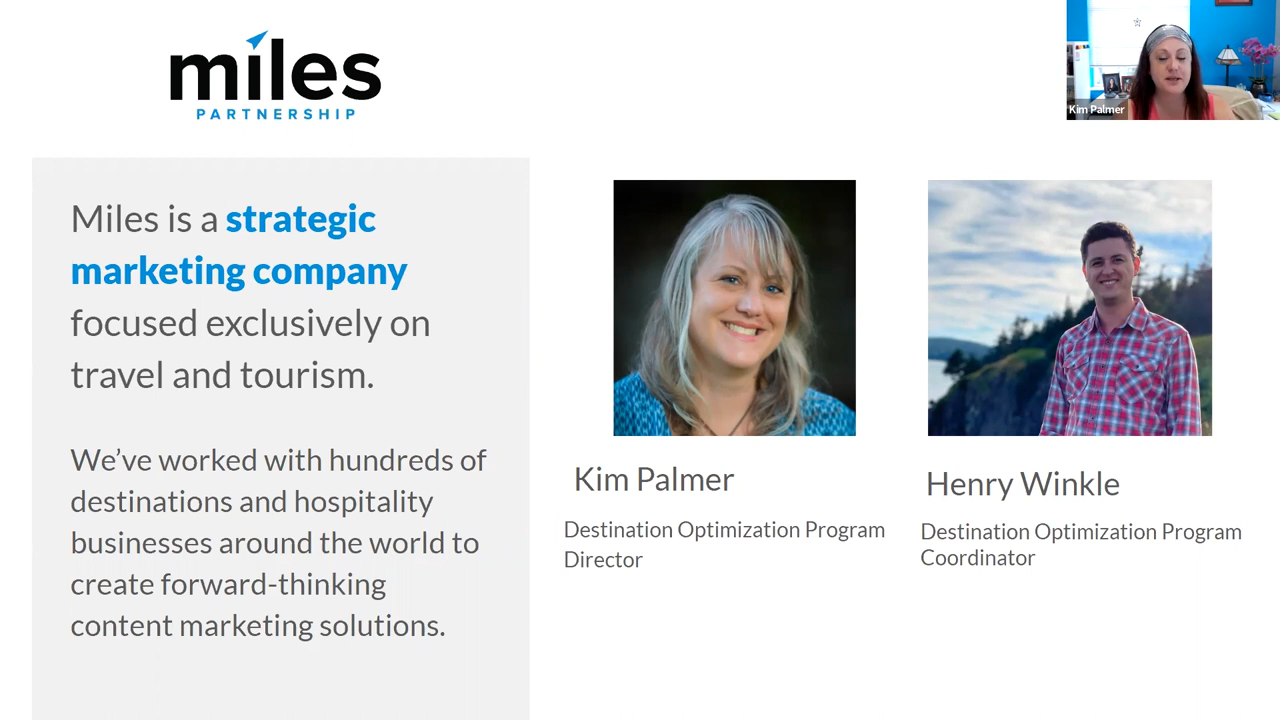 miles
PARTNERSHIP
Kim Palmer
Miles is a strategic
marketing company
focused exclusively on
travel and tourism.
We've worked with hundreds of
destinations and hospitality
businesses around the world to
create forward-thinking
content marketing solutions.
Kim Palmer
Destination Optimization Program
Director
Henry Winkle
Destination Optimization Program
Coordinator